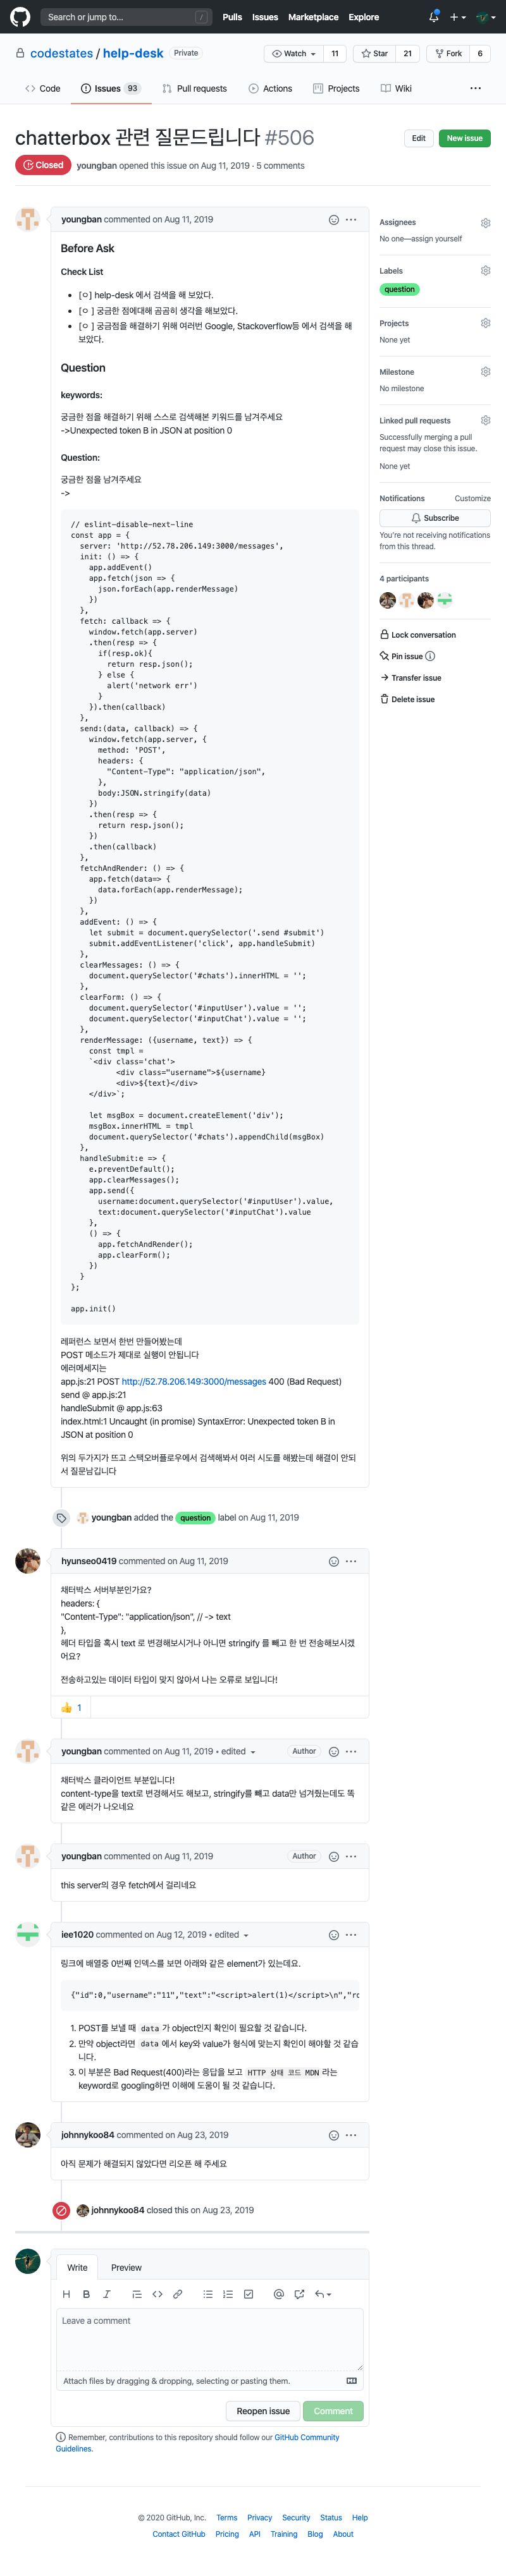 Search or jump to... /
Pulls Issues Marketplace Explore
codestates / help-desk Private
Watch 11 Star 21 Fork 6
Code Issues 93 Pull requests Actions Projects Wiki
chatterbox 관련 질문드립니다 #506
Edit New issue
Closed youngban opened this issue on Aug 11, 2019 · 5 comments
youngban commented on Aug 11, 2019
Before Ask
Check List
• [ㅇ] help-desk 에서 검색을 해 보았다.
• [ㅇ ] 궁금한 점에대해 곰곰히 생각을 해보았다.
• [ㅇ ] 궁금점을 해결하기 위해 여러번 Google, Stackoverflow등 에서 검색을 해
보았다.
Question
keywords:
궁금한 점을 해결하기 위해 스스로 검색해본 키워드를 남겨주세요
->Unexpected token B in JSON at position 0
Question:
궁금한 점을 남겨주세요
->
// eslint-disable-next-line
const app = {
server: 'http://52.78.206.149:3000/messages',
init: () => {
app.addEvent()
app.fetch(json => {
json.forEach(app.renderMessage)
})
},
fetch: callback => {
window.fetch(app.server)
.then(resp => {
if(resp.ok){
return resp.json();
} else {
alert('network err')
}
}).then(callback)
},
send:(data, callback) => {
window.fetch(app.server, {
method: 'POST',
headers: {
"Content-Type": "application/json",
},
body:JSON.stringify(data)
})
.then(resp => {
return resp.json();
})
.then(callback)
},
fetchAndRender: () => {
app.fetch(data=> {
data.forEach(app.renderMessage);
})
},
addEvent: () => {
let submit = document.querySelector('.send #submit')
submit.addEventListener('click', app.handleSubmit)
},
clearMessages: () => {
document.querySelector('#chats').innerHTML = '';
},
clearForm: () => {
document.querySelector('#inputUser').value = '';
document.querySelector('#inputChat').value = '';
},
renderMessage: ({username, text}) => {
const tmpl =
`<div class='chat'>
<div class="username">${username}
<div>${text}</div>
</div>`;
let msgBox = document.createElement('div');
msgBox.innerHTML = tmpl
document.querySelector('#chats').appendChild(msgBox)
},
handleSubmit:e => {
e.preventDefault();
app.clearMessages();
app.send({
username:document.querySelector('#inputUser').value,
text:document.querySelector('#inputChat').value
},
() => {
app.fetchAndRender();
app.clearForm();
})
}
};
app.init()
레퍼런스 보면서 한번 만들어봤는데
POST 메소드가 제대로 실행이 안됩니다
에러메세지는
app.js:21 POST http://52.78.206.149:3000/messages 400 (Bad Request)
send @ app.js:21
handleSubmit @ app.js:63
index.html:1 Uncaught (in promise) SyntaxError: Unexpected token B in
JSON at position 0
위의 두가지가 뜨고 스택오버플로우에서 검색해봐서 여러 시도를 해봤는데 해결이 안되
서 질문남깁니다
Assignees
No one—assign yourself
Labels
question
Projects
None yet
Milestone
No milestone
Linked pull requests
Successfully merging a pull
request may close this issue.
None yet
Notifications Customize
Subscribe
You're not receiving notifications
from this thread.
4 participants
Lock conversation
Pin issue
Transfer issue
Delete issue
youngban added the question label on Aug 11, 2019
hyunseo0419 commented on Aug 11, 2019
채터박스 서버부분인가요?
headers: {
"Content-Type": "application/json", // -> text
},
헤더 타입을 혹시 text 로 변경해보시거나 아니면 stringify 를 빼고 한 번 전송해보시겠
어요?
전송하고있는 데이터 타입이 맞지 않아서 나는 오류로 보입니다!
👍 1
youngban commented on Aug 11, 2019 • edited Author
채터박스 클라이언트 부분입니다!
content-type을 text로 변경해서도 해보고, stringify를 빼고 data만 넘겨줬는데도 똑
같은 에러가 나오네요
youngban commented on Aug 11, 2019 Author
this server의 경우 fetch에서 걸리네요
iee1020 commented on Aug 12, 2019 • edited
링크에 배열중 0번째 인덱스를 보면 아래와 같은 element가 있는데요.
{"id":0,"username":"11","text":"<script>alert(1)</script>\n","rc
1. POST를 보낼 때 data 가 object인지 확인이 필요할 것 같습니다.
2. 만약 object라면 data 에서 key와 value가 형식에 맞는지 확인이 해야할 것 같습
니다.
3. 이 부분은 Bad Request(400)라는 응답을 보고 HTTP 상태 코드 MDN 라는
keyword로 googling하면 이해에 도움이 될 것 같습니다.
johnnykoo84 commented on Aug 23, 2019
아직 문제가 해결되지 않았다면 리오픈 해 주세요
johnnykoo84 closed this on Aug 23, 2019
Write Preview
Leave a comment
Attach files by dragging & dropping, selecting or pasting them.
Reopen issue Comment
Remember, contributions to this repository should follow our GitHub Community
Guidelines.
© 2020 GitHub, Inc. Terms Privacy Security Status Help
Contact GitHub Pricing API Training Blog About